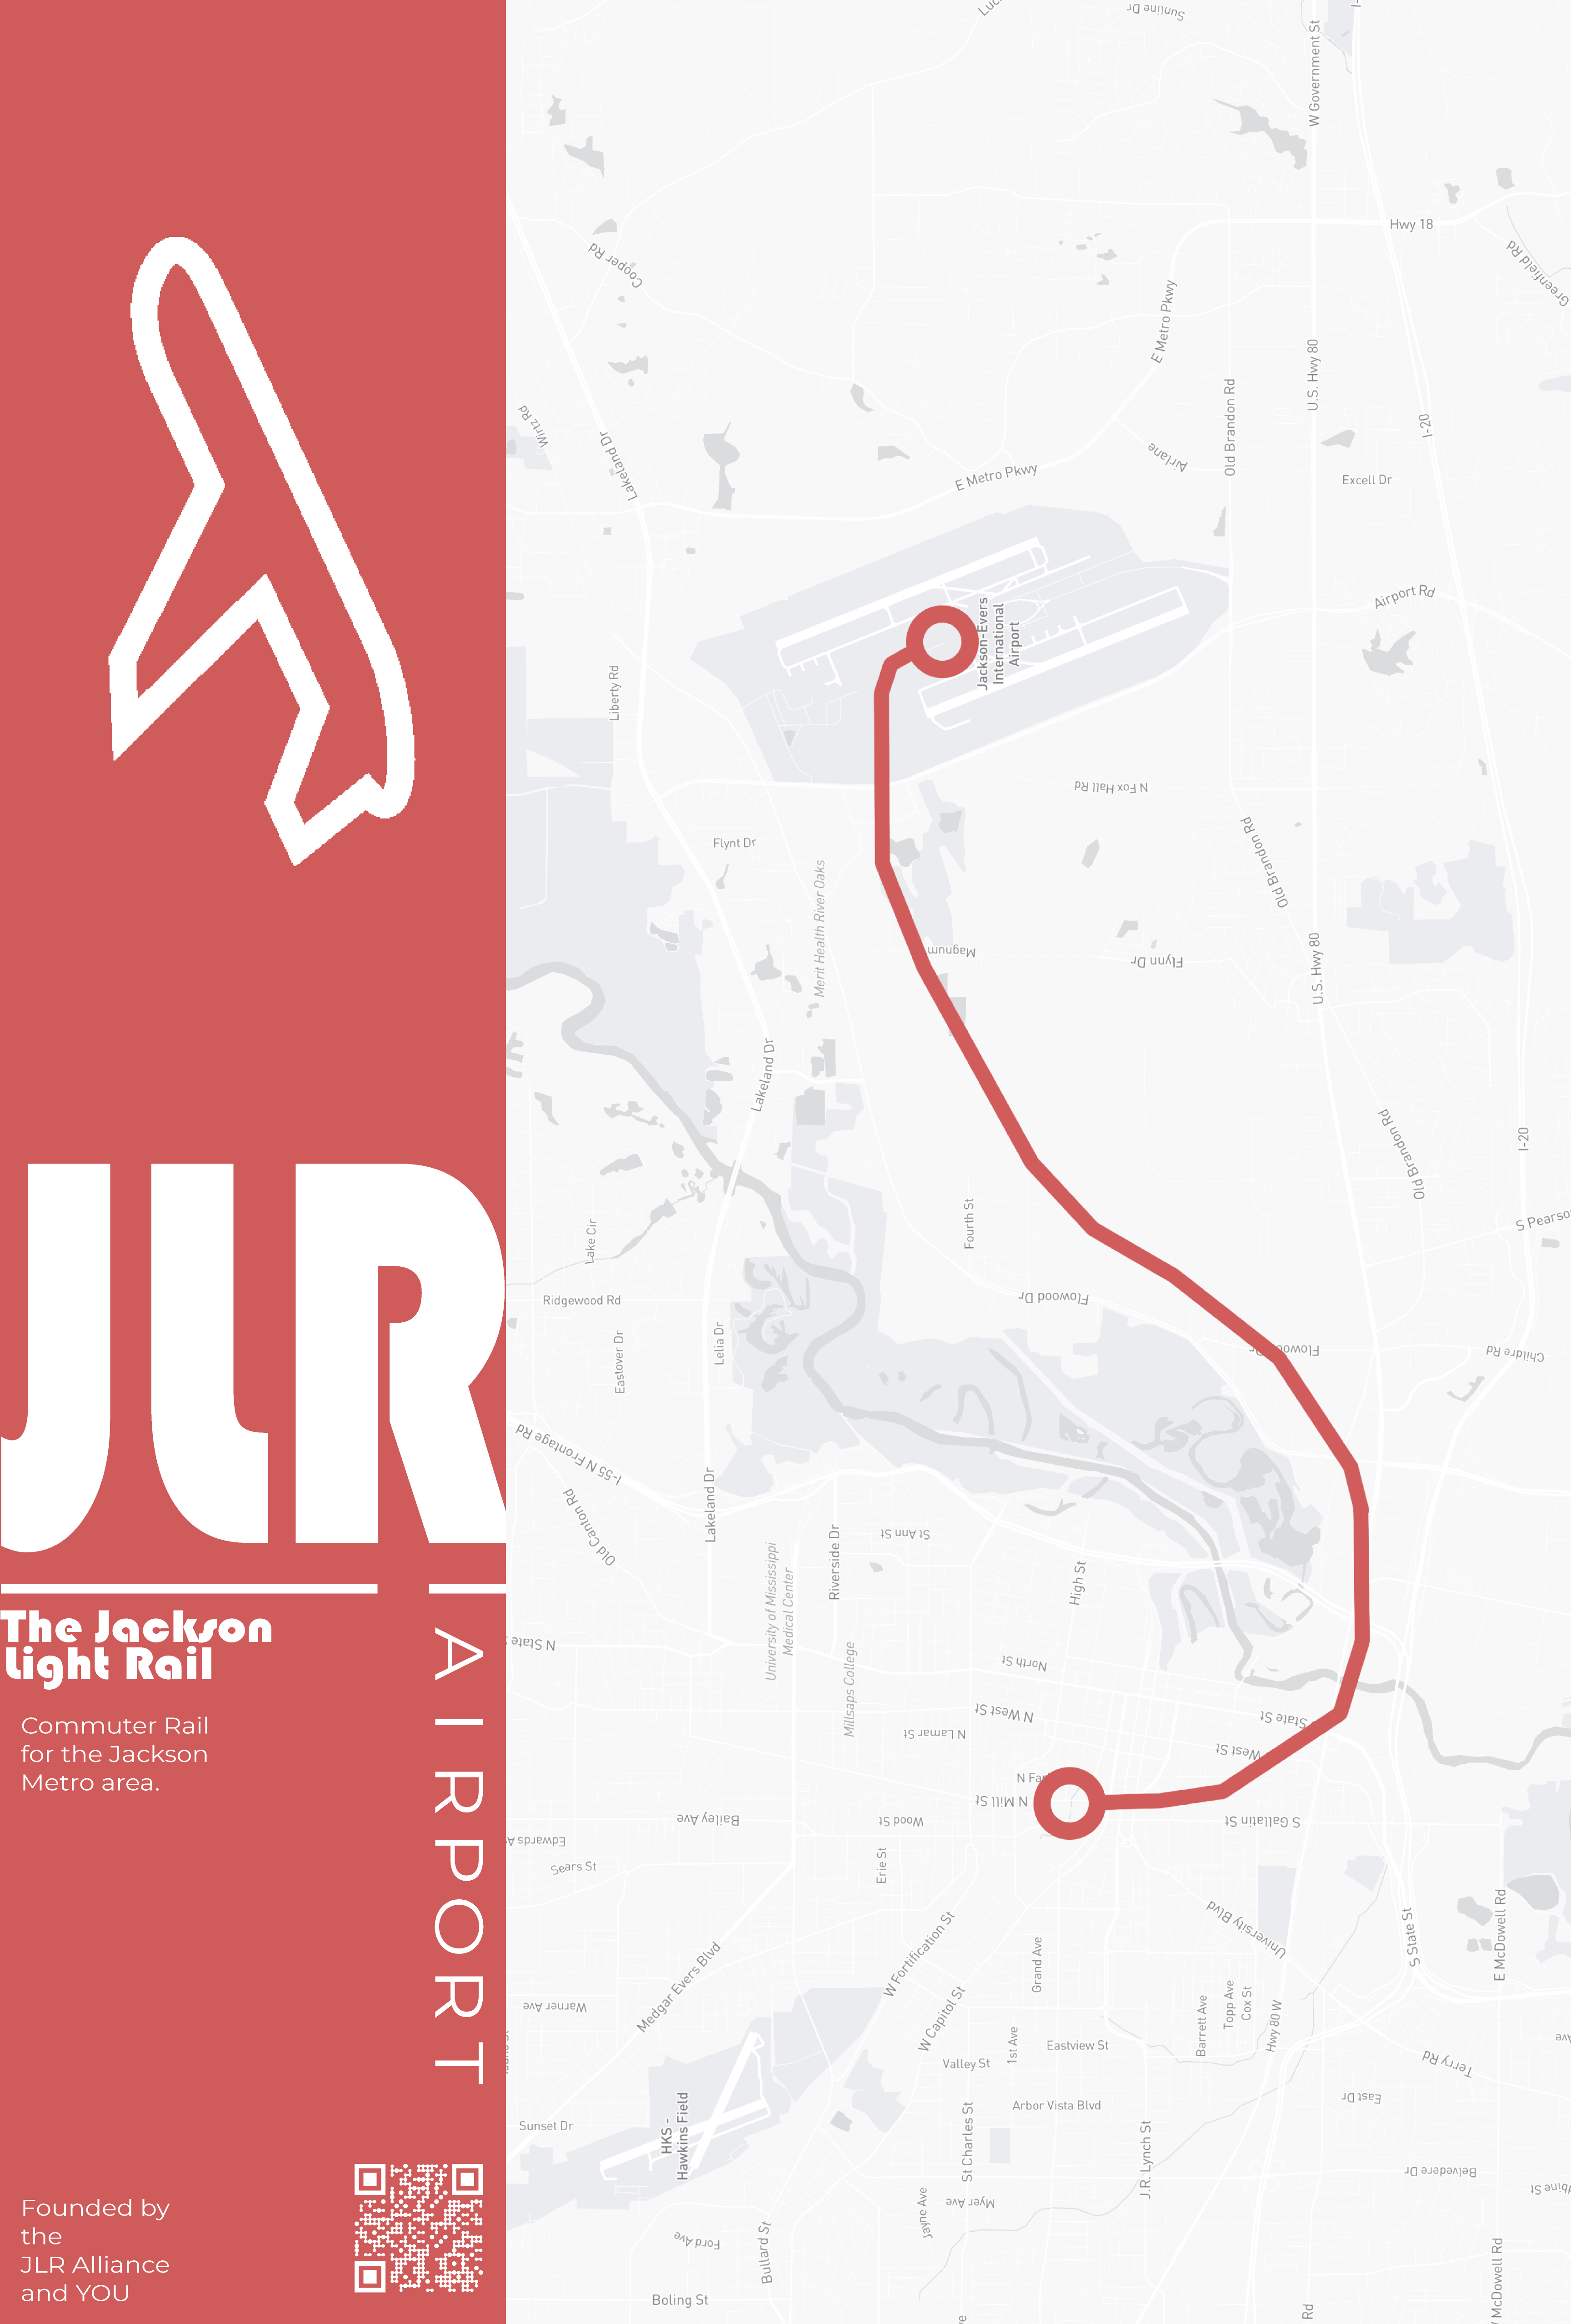 JLR
The Jackson
Light Rail
Commuter Rail
for the Jackson
Metro area.
AIRPORT
Founded by
the
JLR Alliance
and YOU
Sunline Dr
W Government St
Hwy 18
Greenfield Rd
Cooper Rd
E Metro Pkwy
U.S. Hwy 80
Old Brandon Rd
I-20
Wirtz Rd
Lakeland Dr
Airlane
E Metro Pkwy
Excell Dr
Airport Rd
Jackson-Evers
International
Airport
Liberty Rd
N Fox Hall Rd
Flynt Dr
Old Brandon Rd
Merit Health River Oaks
Magnum
Flynn Dr
U.S. Hwy 80
Lakeland Dr
I-20
Old Brandon Rd
Fourth St
S Pearso
Lake Cir
Ridgewood Rd
Flowood Dr
Lelia Dr
Eastover Dr
Childre Rd
I-55 N Frontage Rd
Old Canton Rd
Lakeland Dr
Riverside Dr
St Ann St
High St
University of Mississippi
Medical Center
Millsaps College
N State
North St
N West St
State St
N Lamar St
West St
N Mill St
Bailey Ave
Wood St
S Gallatin St
Edwards
Sears St
Erie St
University Blvd
S State St
E McDowell Rd
W Fortification St
Medgar Evers Blvd
Grand Ave
Warner Ave
W Capitol St
1st Ave
Eastview St
Barrett Ave
Topp Ave
Cox St
Hwy 80 W
Valley St
Terry Rd
Arbor Vista Blvd
East Dr
Sunset Dr
HKS -
Hawkins Field
St Charles St
J.R. Lynch St
Belvedere Dr
Myer Ave
Jayne Ave
Ford Ave
Bullard St
Boling St
McDowell Rd
Rd